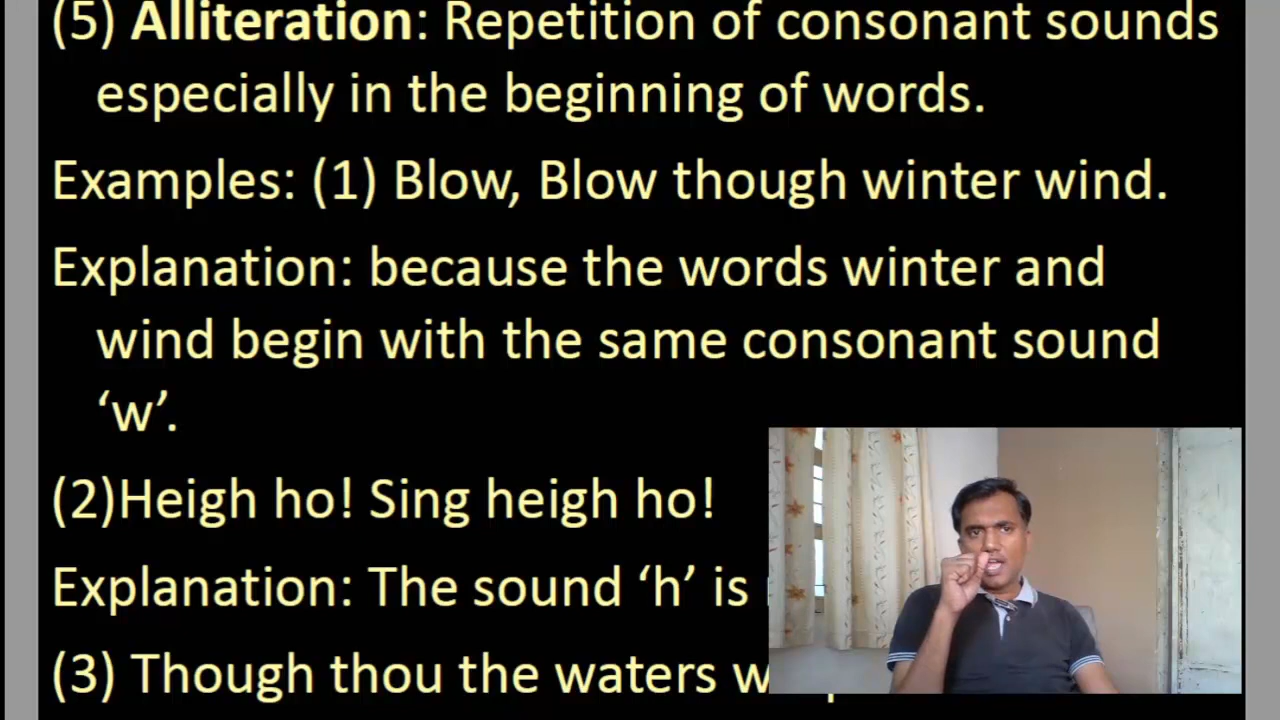 (5) Alliteration: Repetition of consonant sounds
especially in the beginning of words.
Examples: (1) Blow, Blow though winter wind.
Explanation: because the words winter and
wind begin with the same consonant sound
‘w’.
(2)Heigh ho! Sing heigh ho!
Explanation: The sound ‘h’ is
(3) Though thou the waters